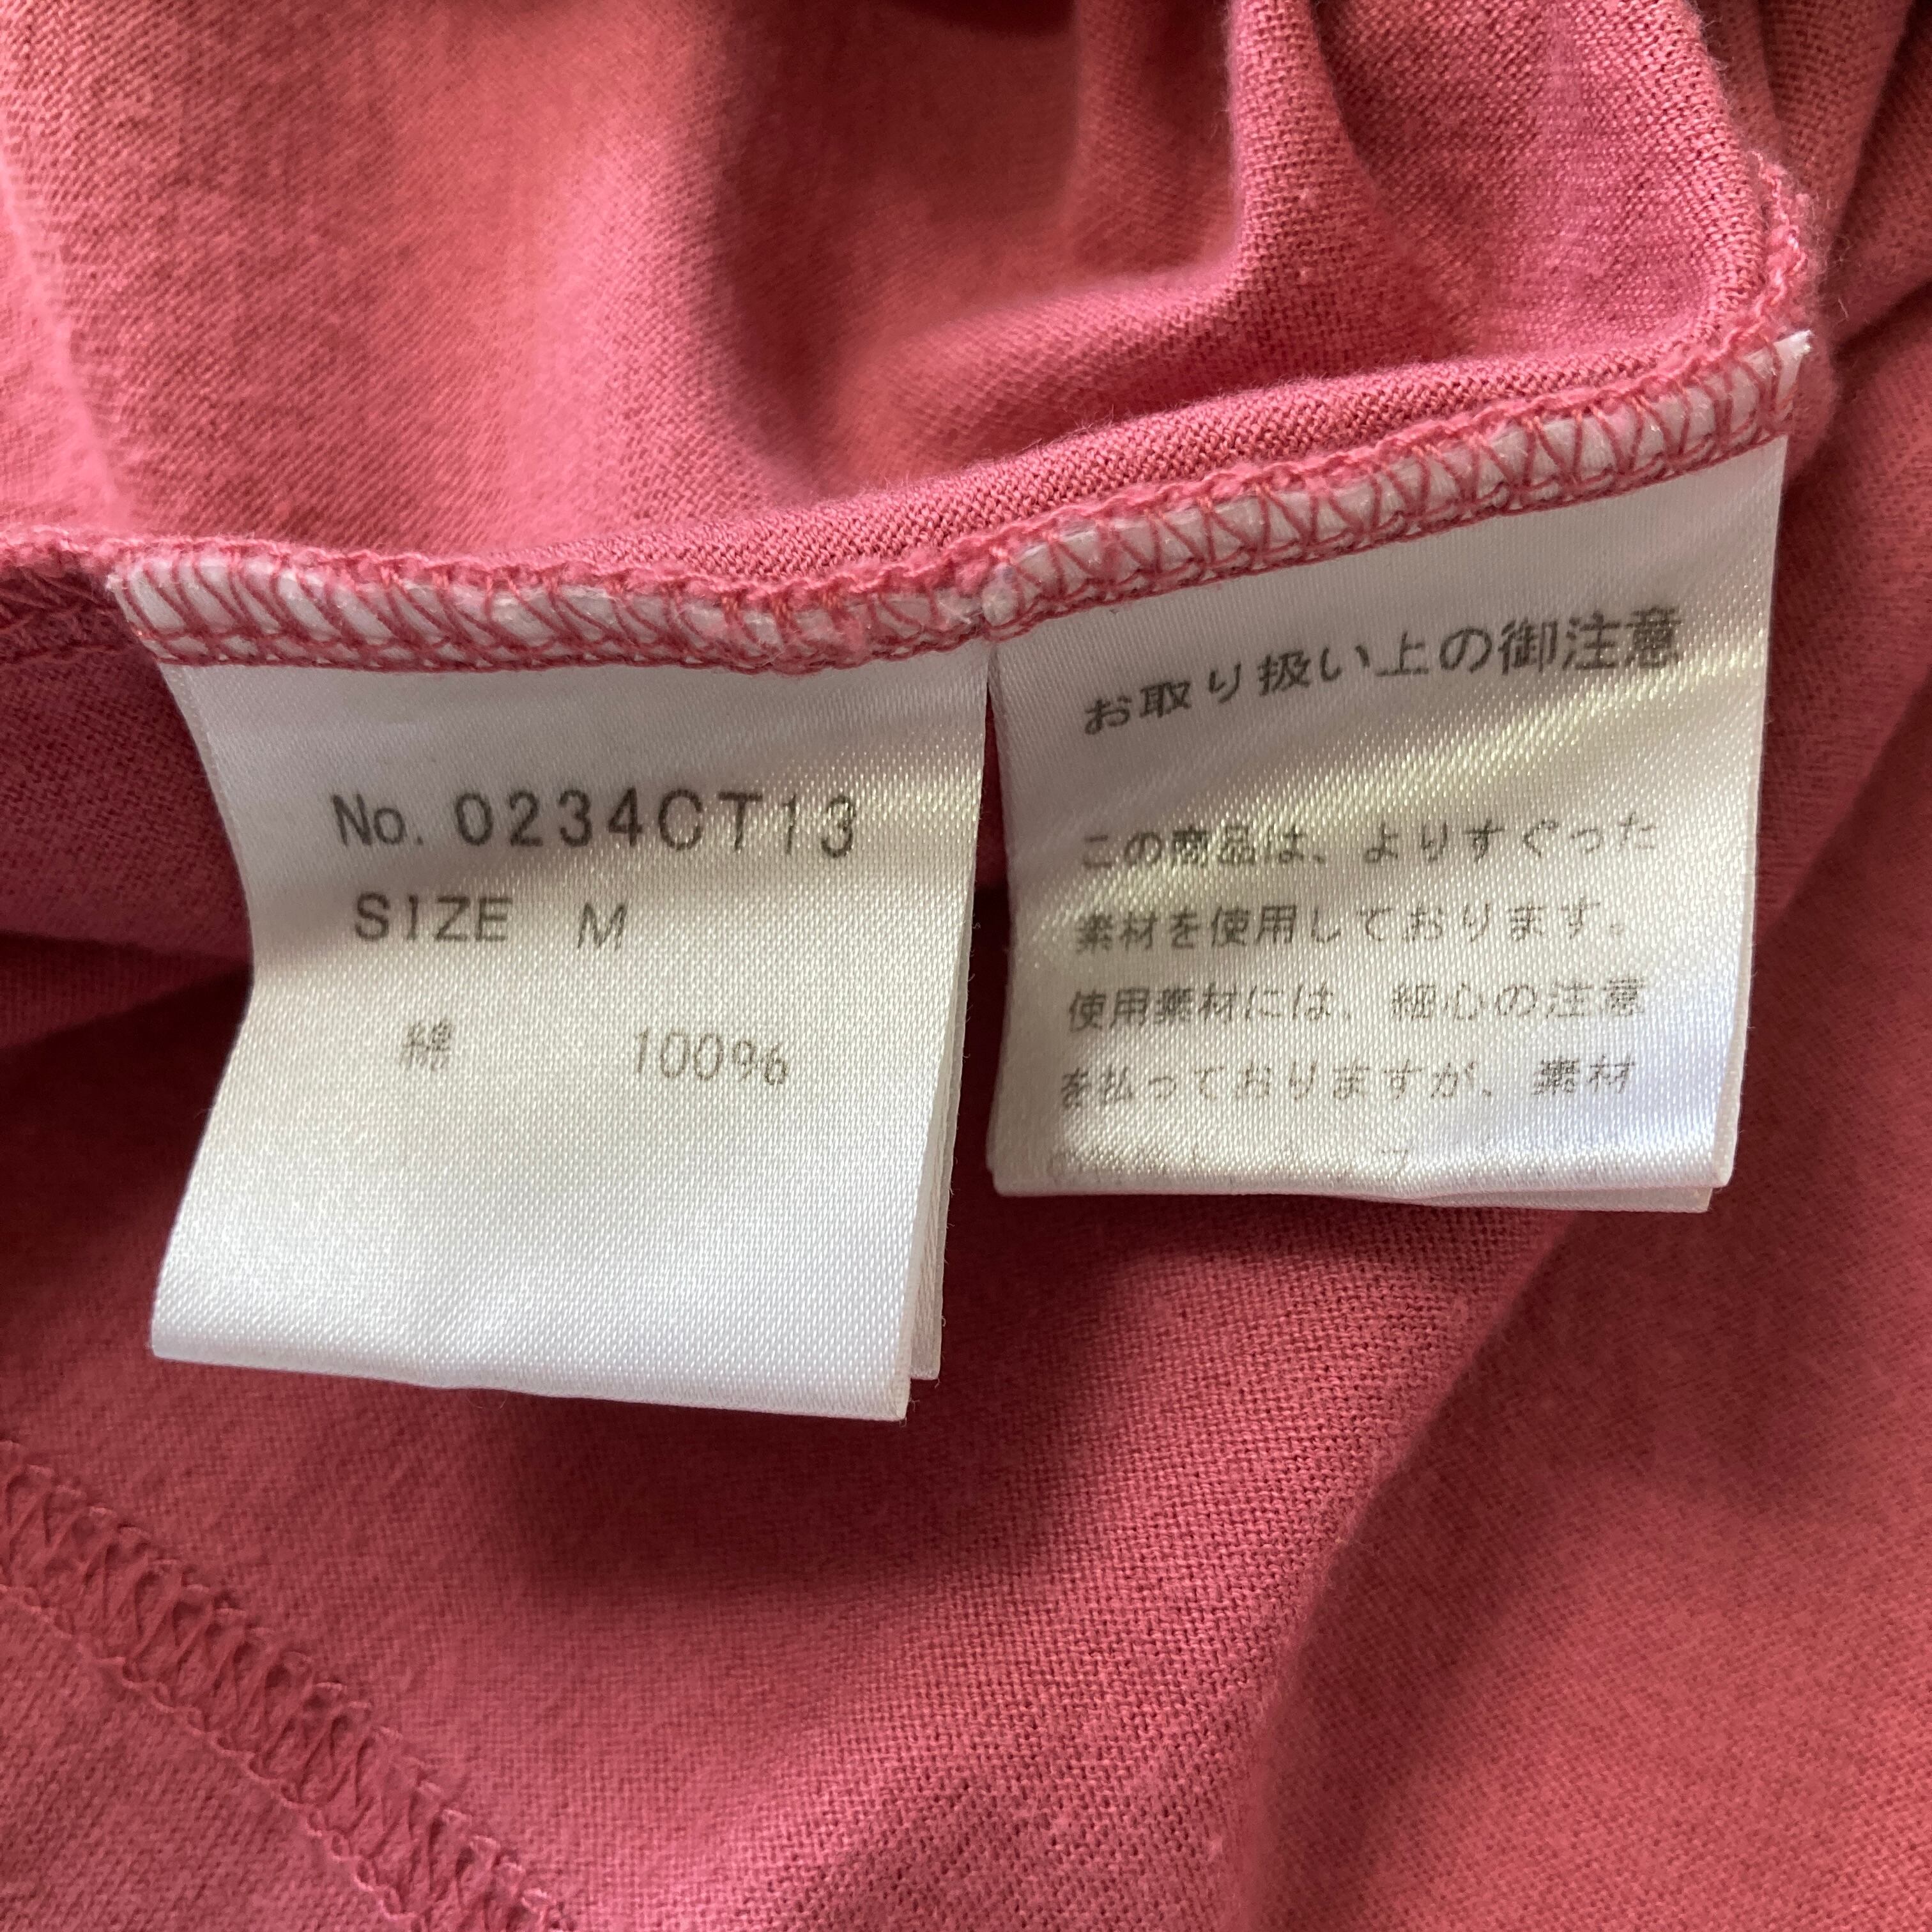 No. 0234CT13
SIZE M
綿 100%
お取り扱い上の御注意
この商品は、よりすぐった
素材を使用しております。
使用素材には、細心の注意
を払っておりますが、素材